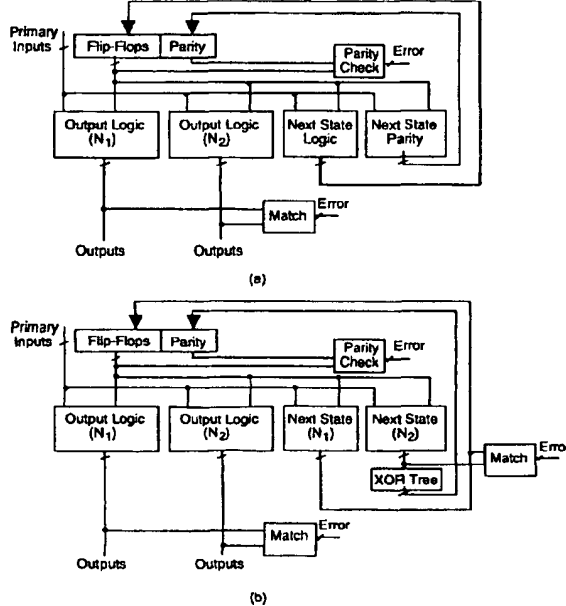 Primary
Inputs
Flip-Flops
Parity
Parity
Check
Error
Output Logic
(N1)
Output Logic
(N2)
Next State
Logic
Next State
Parity
Match
Error
Outputs
Outputs
(a)
Primary
Inputs
Flip-Flops
Parity
Parity
Check
Error
Output Logic
(N1)
Output Logic
(N2)
Next State
(N1)
Next State
(N2)
Match
Erro
XOR Tree
Match
Error
Outputs
Outputs
(b)